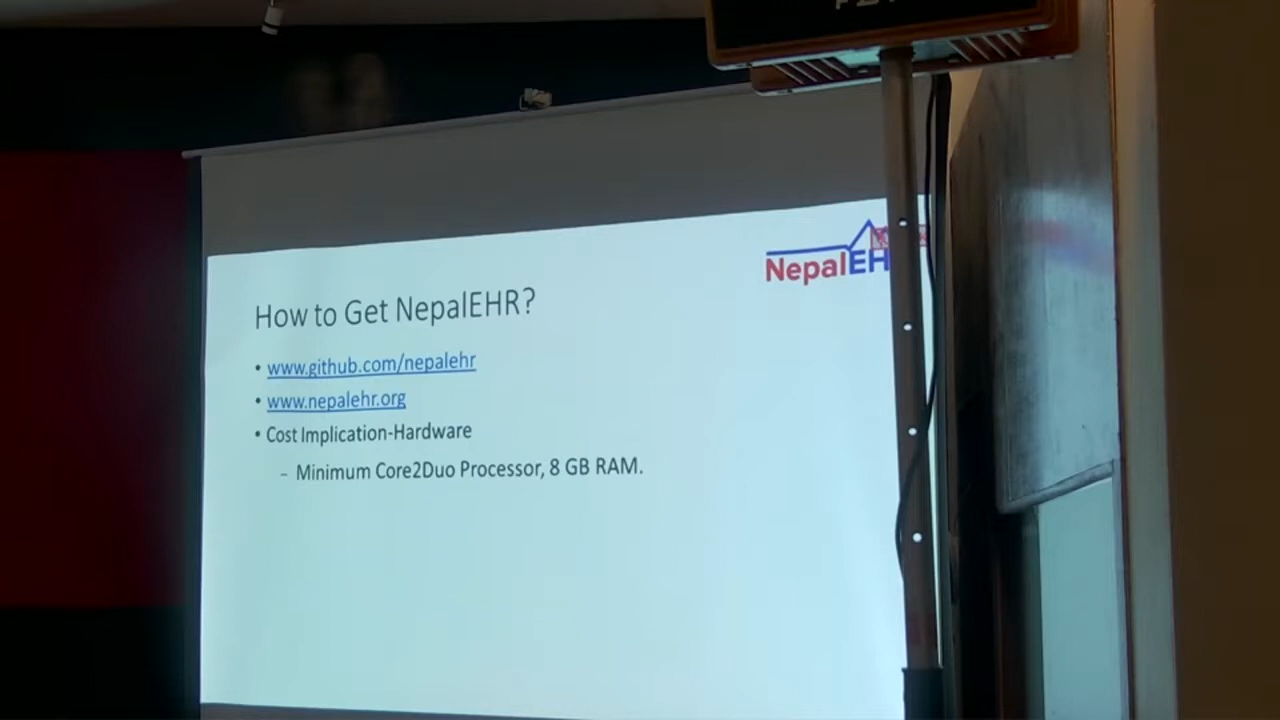 NepalEH
How to Get NepalEHR?
• www.github.com/nepalehr
• www.nepalehr.org
• Cost Implication-Hardware
– Minimum Core2Duo Processor, 8 GB RAM.